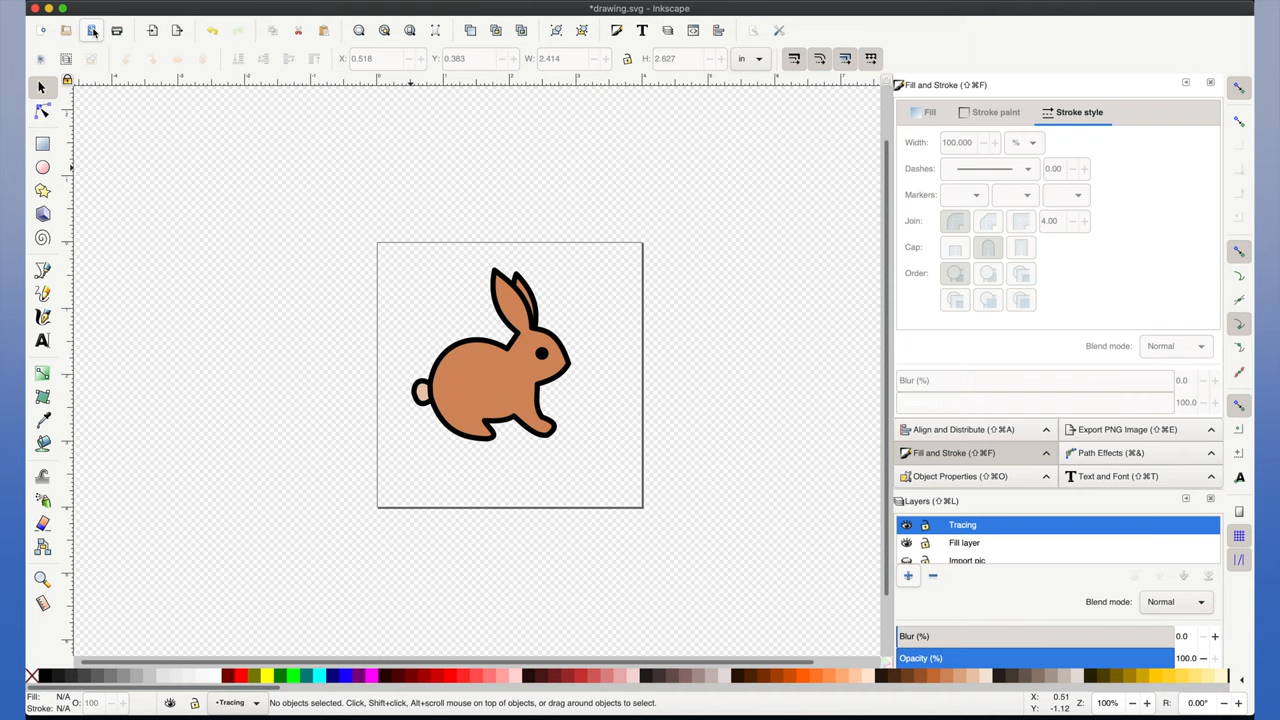 *drawing.svg - Inkscape
X: 0.518 Y: 0.383 W: 2.414 H: 2.627 in
Fill and Stroke (⇧⌘F)
Fill Stroke paint Stroke style
Width: 100.000 %
Dashes: 0.00
Markers:
Join: 4.00
Cap:
Order:
Blend mode: Normal
Blur (%) 0.0
100.0
Align and Distribute (⇧⌘A) Export PNG Image (⇧⌘E)
Fill and Stroke (⇧⌘F) Path Effects (⌘&)
Object Properties (⇧⌘O) Text and Font (⇧⌘T)
Layers (⇧⌘L)
Tracing
Fill layer
Import pic
Blend mode: Normal
Blur (%) 0.0
Opacity (%) 100.0
Fill: N/A
Stroke: N/A
O: 100
•Tracing
No objects selected. Click, Shift+click, Alt+scroll mouse on top of objects, or drag around objects to select.
X: 0.51
Y: -1.12
Z: 100%
R: 0.00°